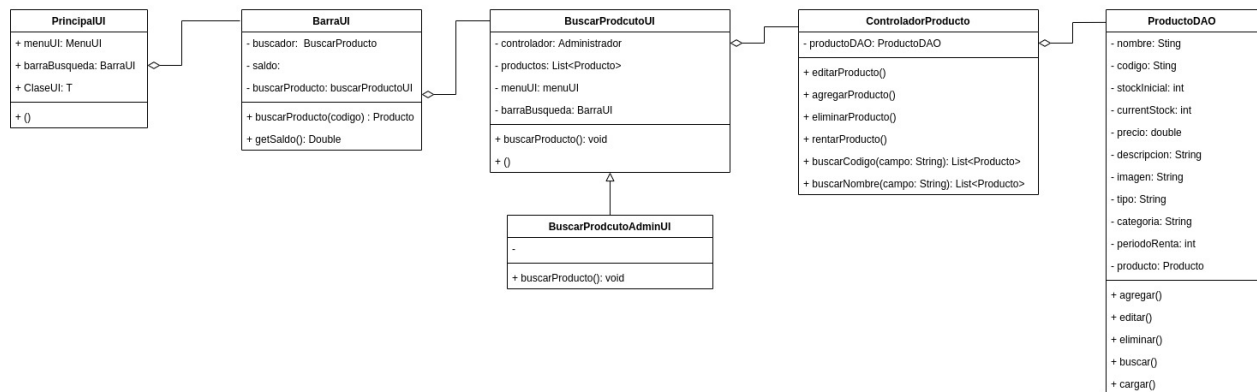 PrincipalUI
+ menuUI: MenuUI
+ barraBusqueda: BarraUI
+ ClaseUI: T
+ ()
BarraUI
- buscador: BuscarProducto
- saldo:
- buscarProducto: buscarProductoUI
+ buscarProducto(codigo) : Producto
+ getSaldo(): Double
BuscarProdcutoUI
- controlador: Administrador
- productos: List<Producto>
- menuUI: menuUI
- barraBusqueda: BarraUI
+ buscarProducto(): void
+ ()
BuscarProdcutoAdminUI
-
+ buscarProducto(): void
ControladorProducto
- productoDAO: ProductoDAO
+ editarProducto()
+ agregarProducto()
+ eliminarProducto()
+ rentarProducto()
+ buscarCodigo(campo: String): List<Producto>
+ buscarNombre(campo: String): List<Producto>
ProductoDAO
- nombre: Sting
- codigo: Sting
- stockInicial: int
- currentStock: int
- precio: double
- descripcion: String
- imagen: String
- tipo: String
- categoria: String
- periodoRenta: int
- producto: Producto
+ agregar()
+ editar()
+ eliminar()
+ buscar()
+ cargar()